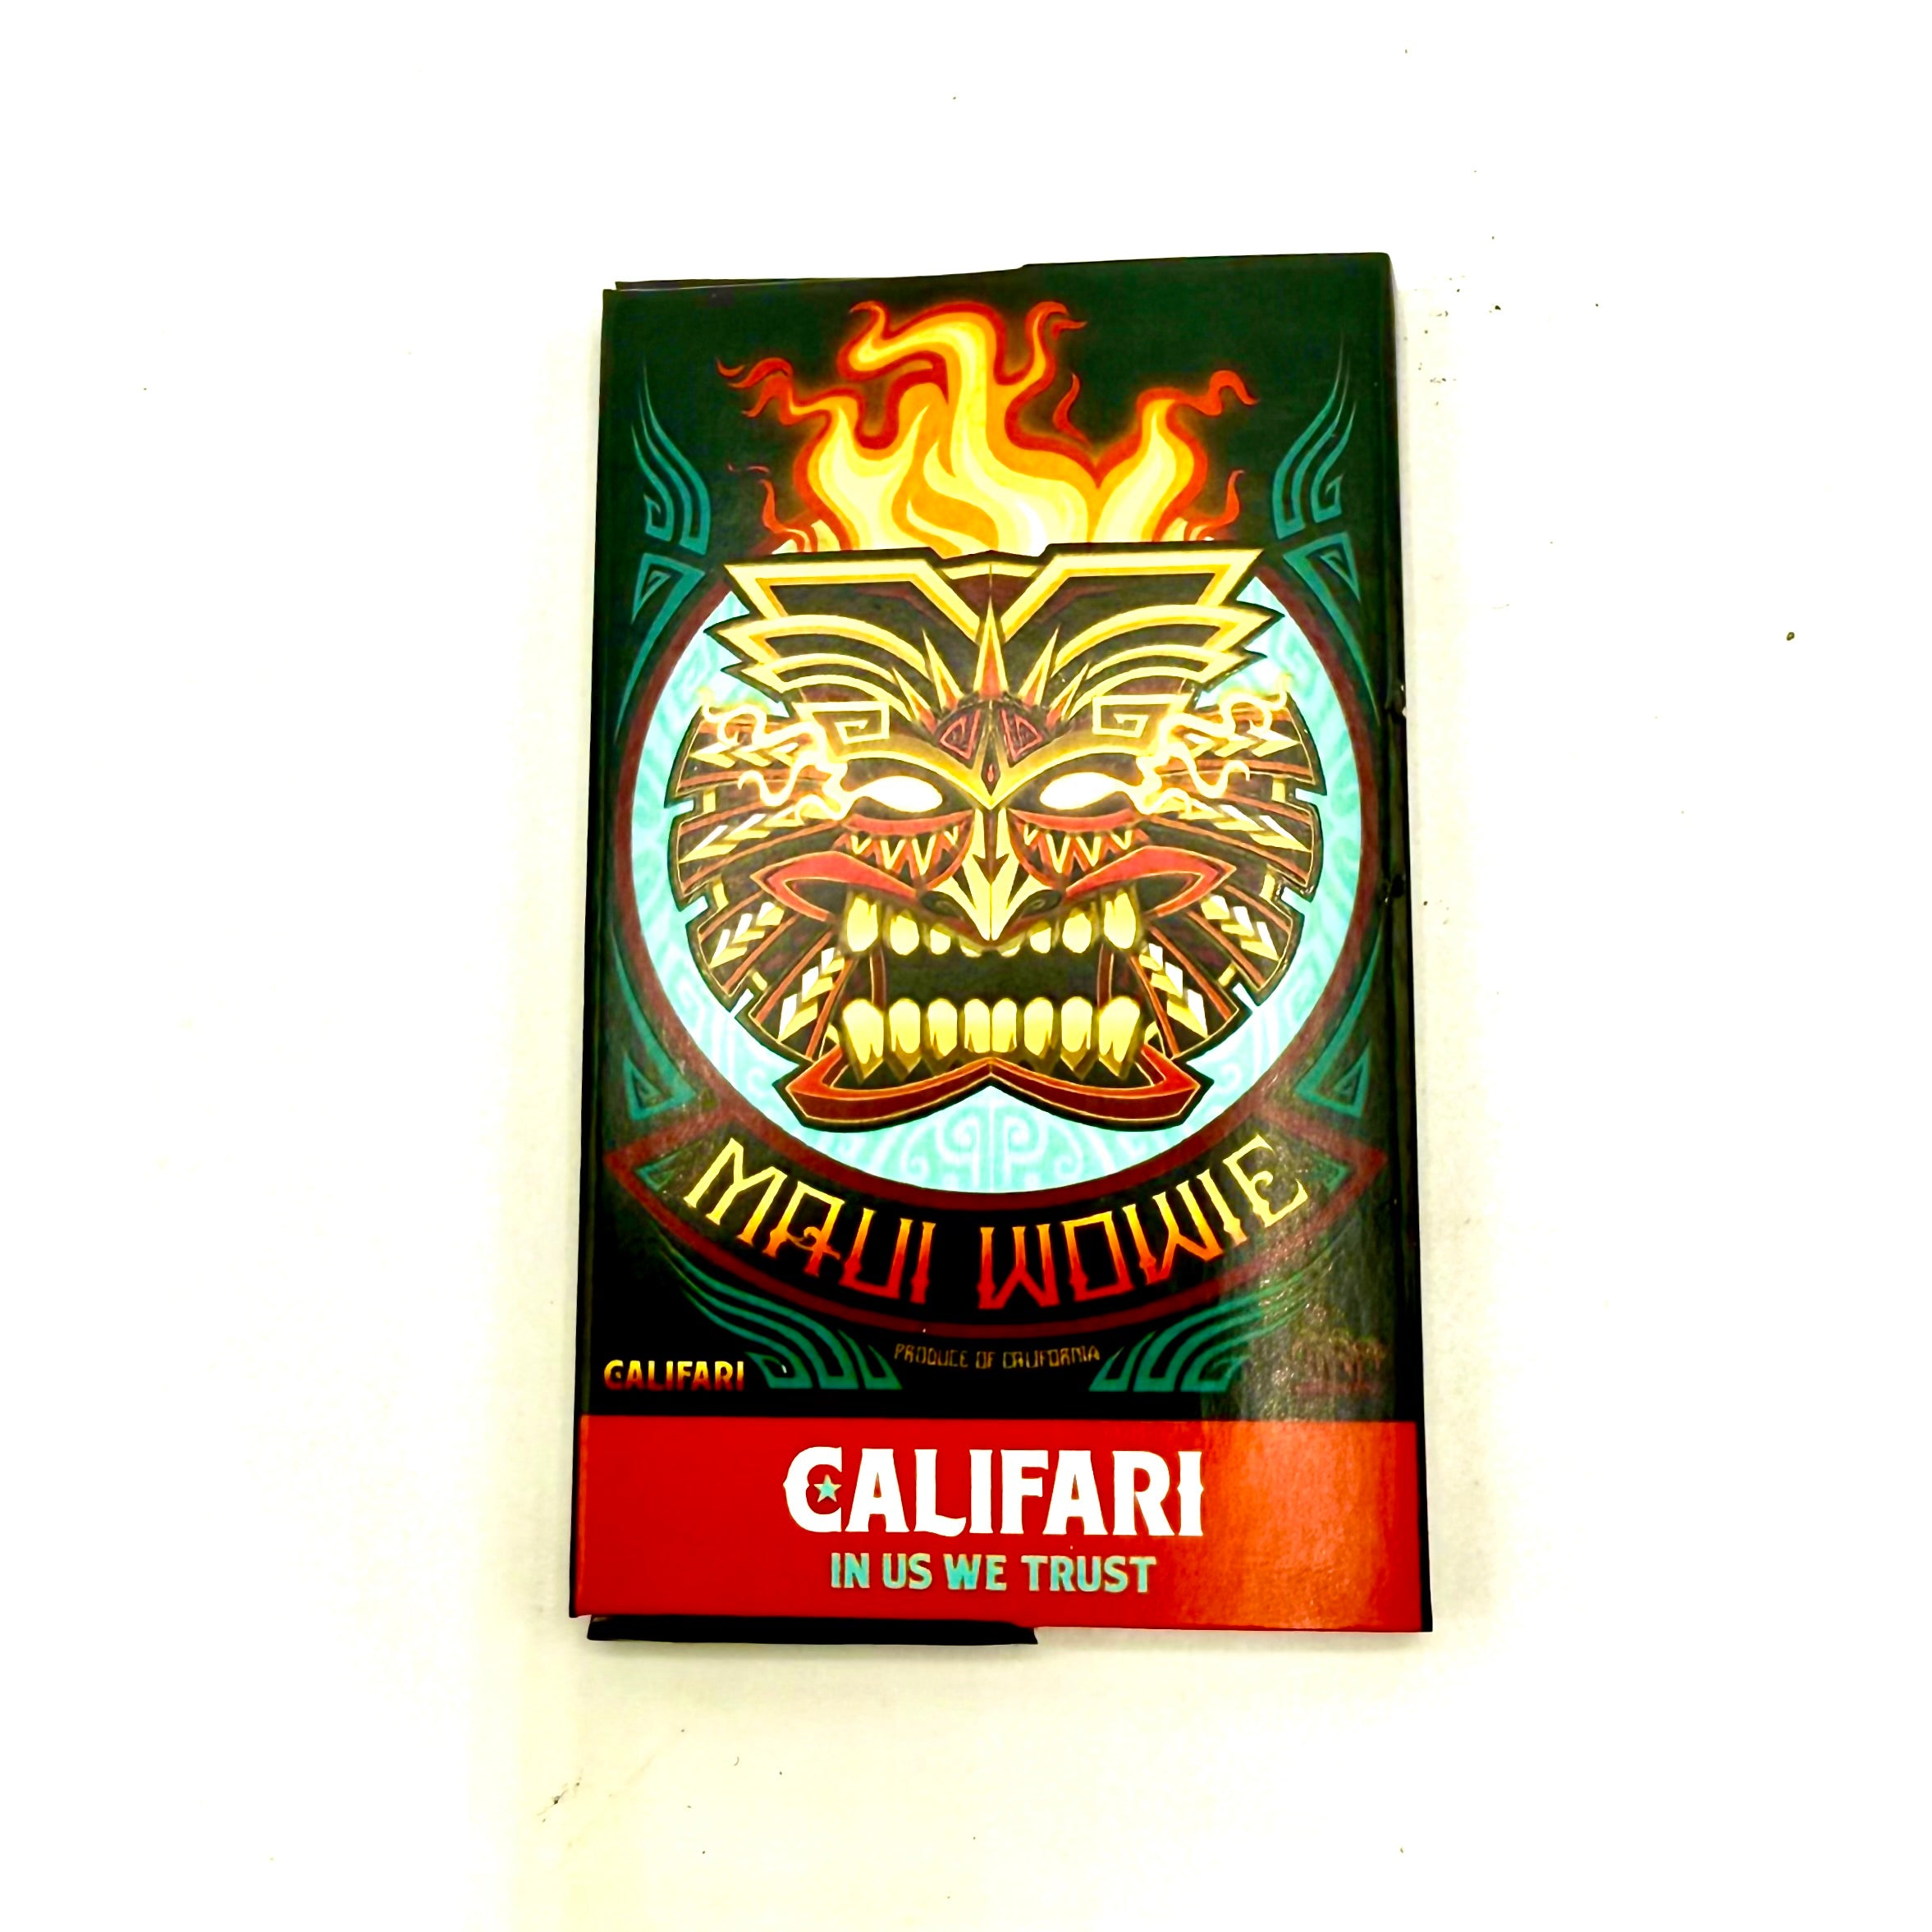 MAUI WOWIE
PRODUCE OF CALIFORNIA
CALIFARI
CALIFARI
IN US WE TRUST